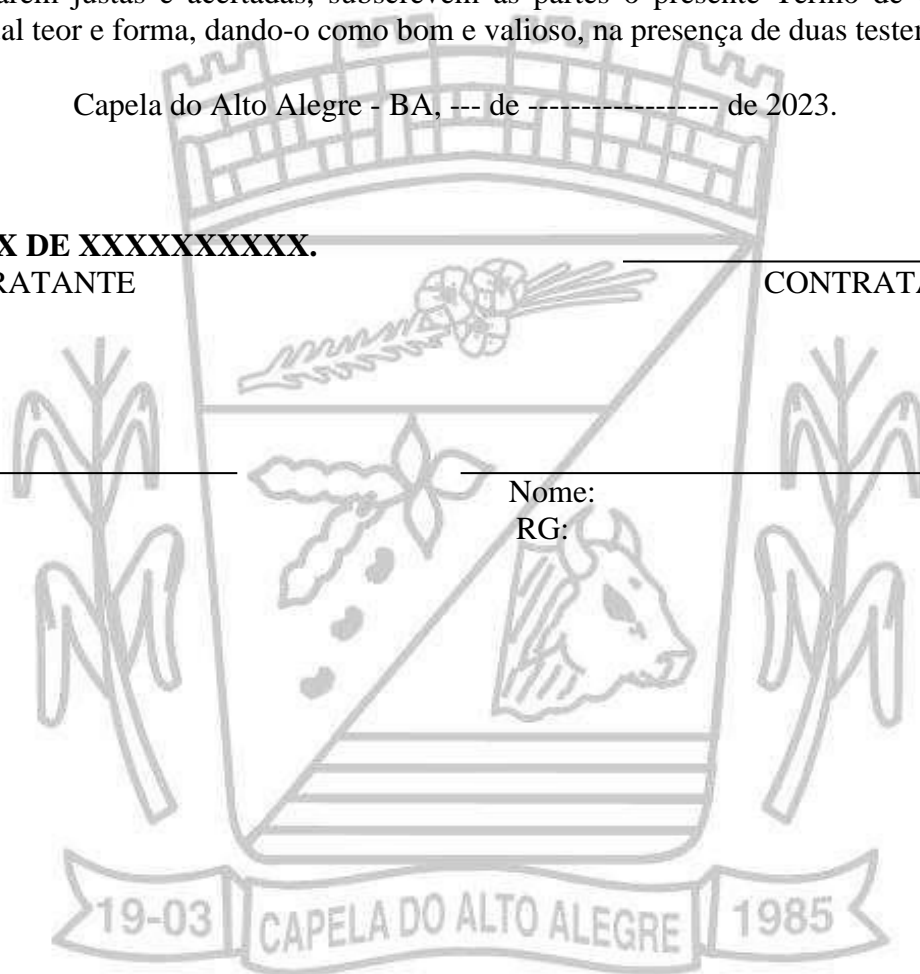 arem justas e acertadas, subscrevem as partes o presente Termo de
al teor e forma, dando-o como bom e valioso, na presença de duas tester
Capela do Alto Alegre - BA, --- de ------------------ de 2023.
X DE XXXXXXXXXX.
RATANTE CONTRATA
Nome:
RG:
19-03 CAPELA DO ALTO ALEGRE 1985